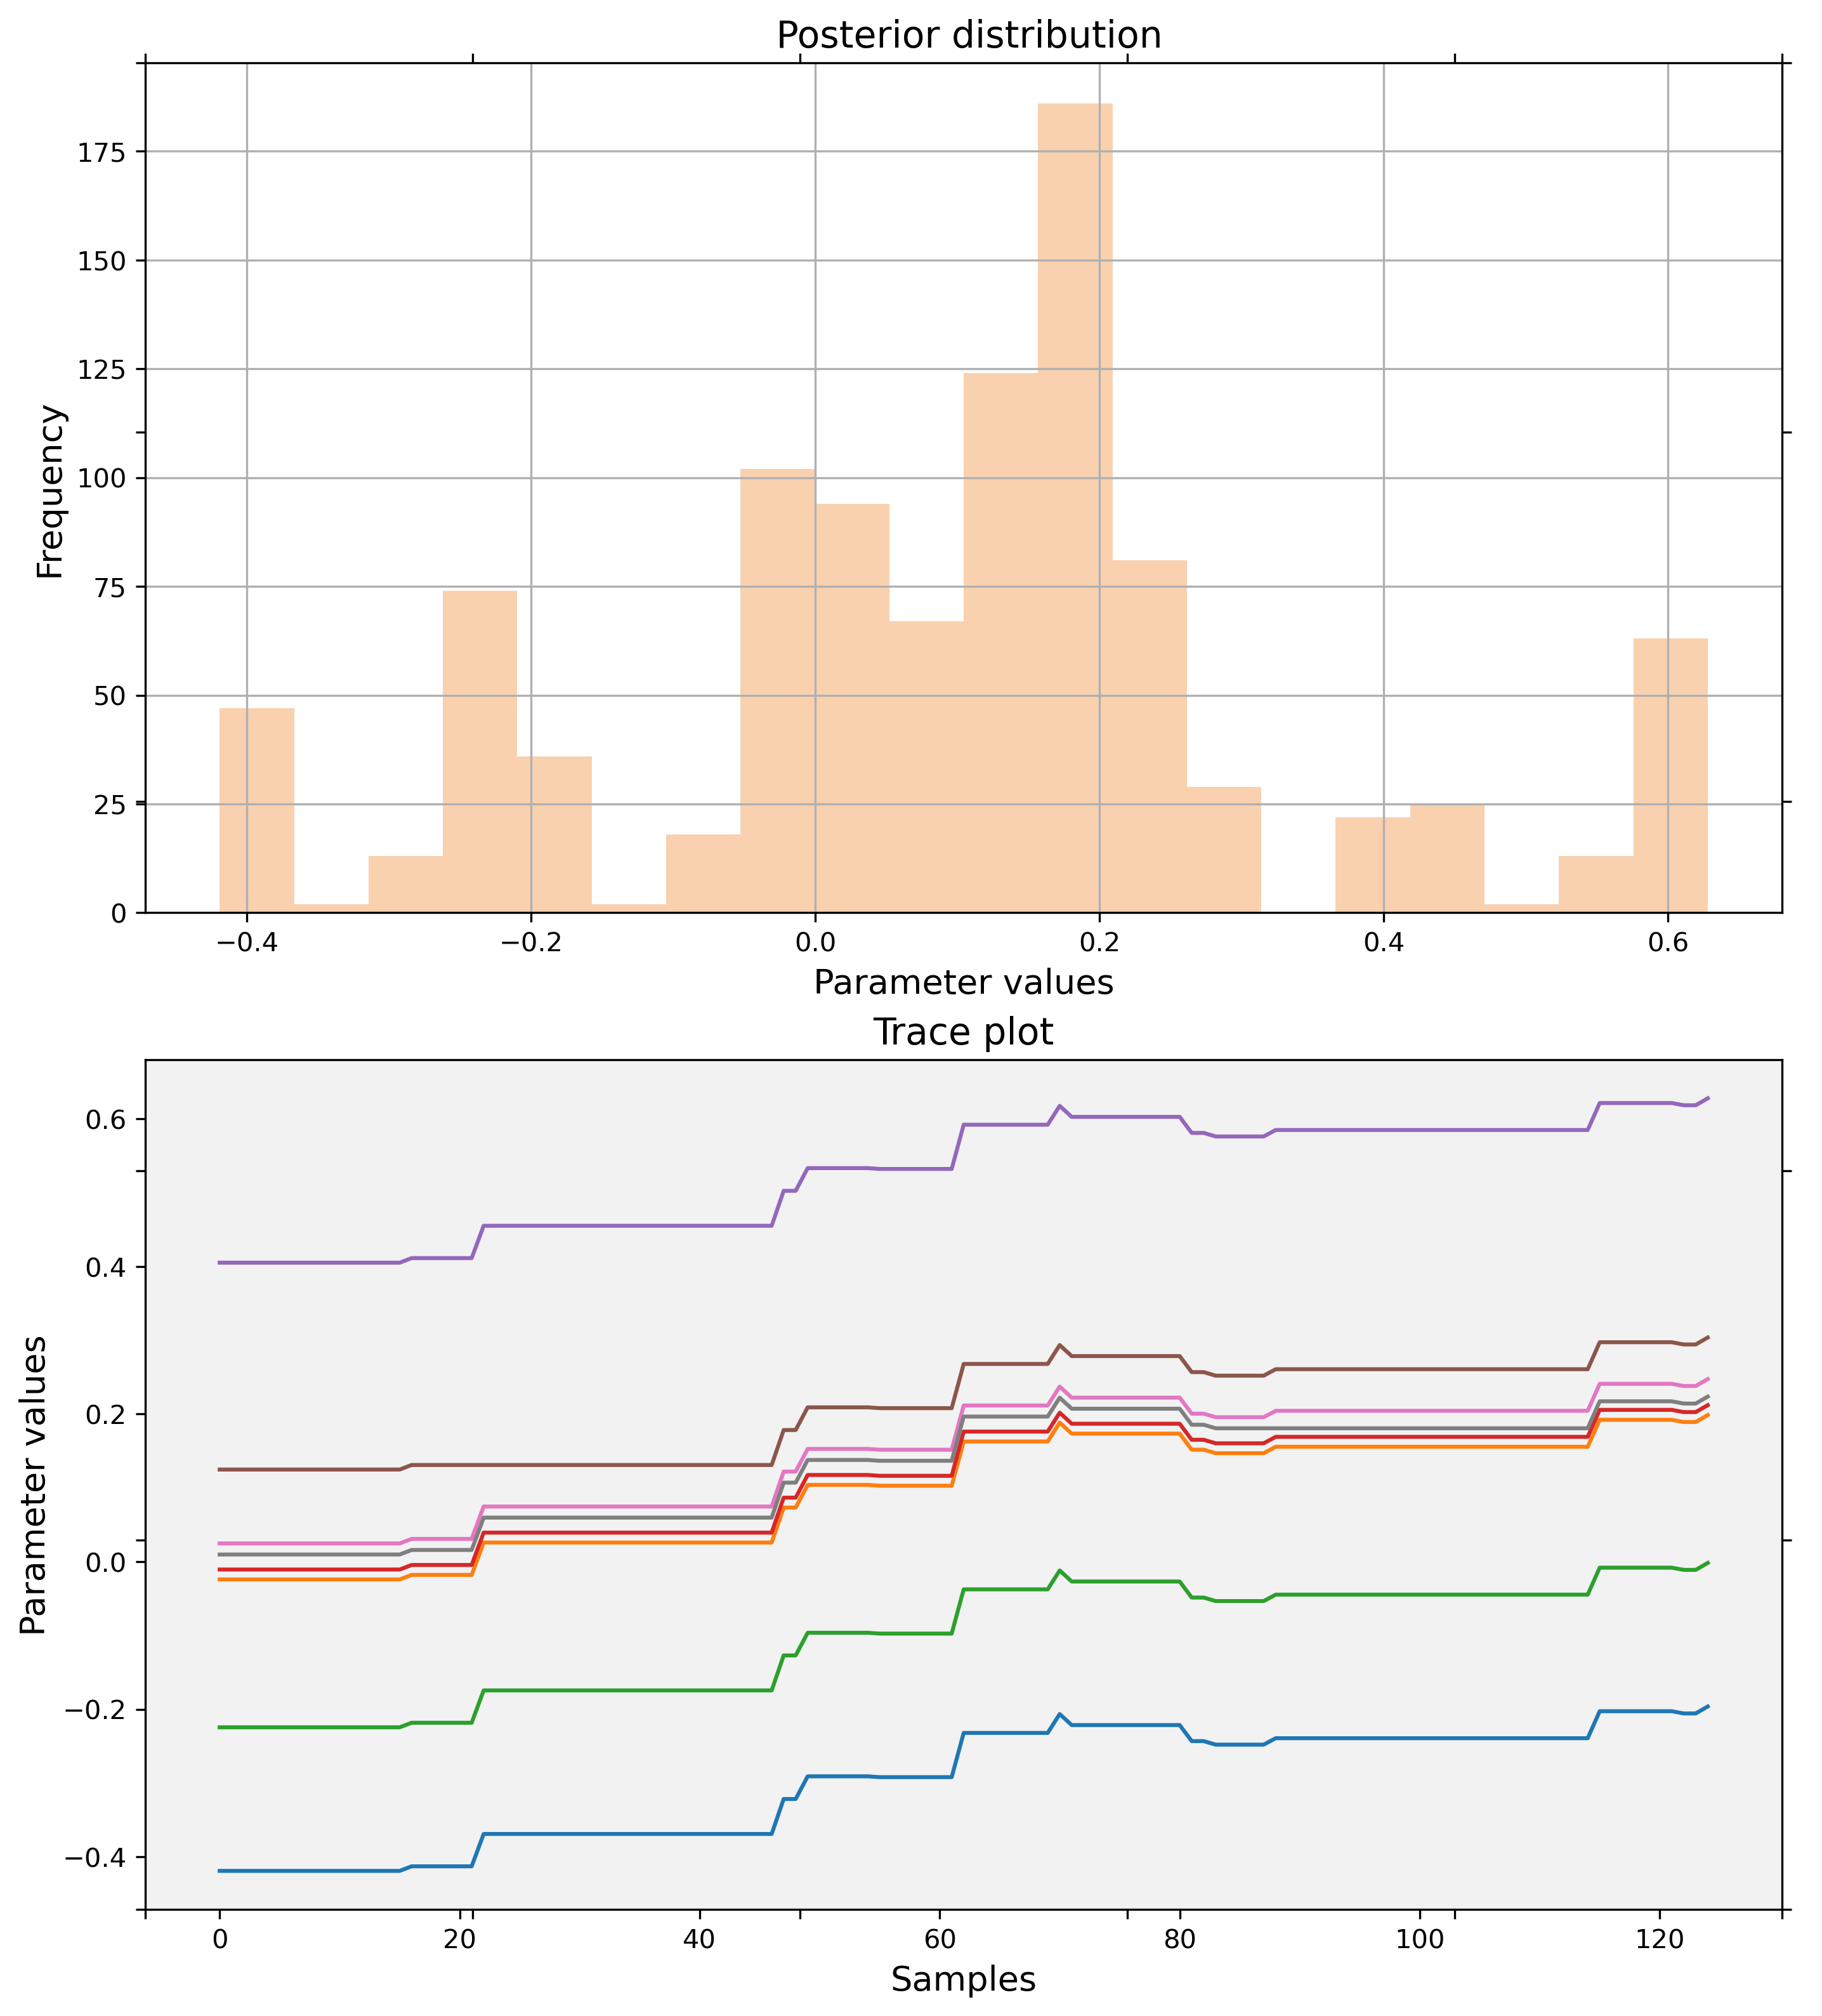 Posterior distribution
175
150
125
100
75
50
25
0
Frequency
−0.4 −0.2 0.0 0.2 0.4 0.6
Parameter values
Trace plot
0.6
0.4
0.2
0.0
−0.2
−0.4
Parameter values
0 20 40 60 80 100 120
Samples